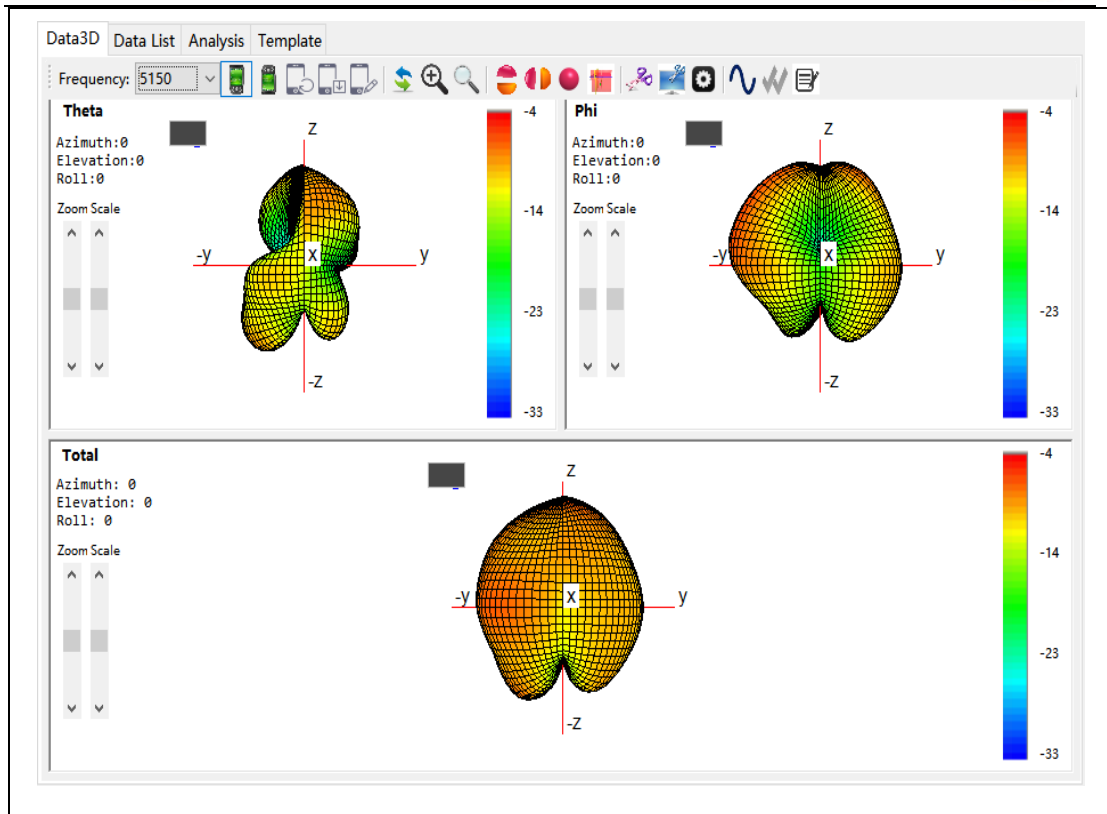 Data3D Data List Analysis Template
Frequency: 5150
Theta
Azimuth:0
Elevation:0
Roll:0
Zoom Scale
z
-y
x
y
-z
-4
-14
-23
-33
Phi
Azimuth:0
Elevation:0
Roll:0
Zoom Scale
z
-y
x
y
-z
-4
-14
-23
-33
Total
Azimuth: 0
Elevation: 0
Roll: 0
Zoom Scale
z
-y
x
y
-z
-4
-14
-23
-33